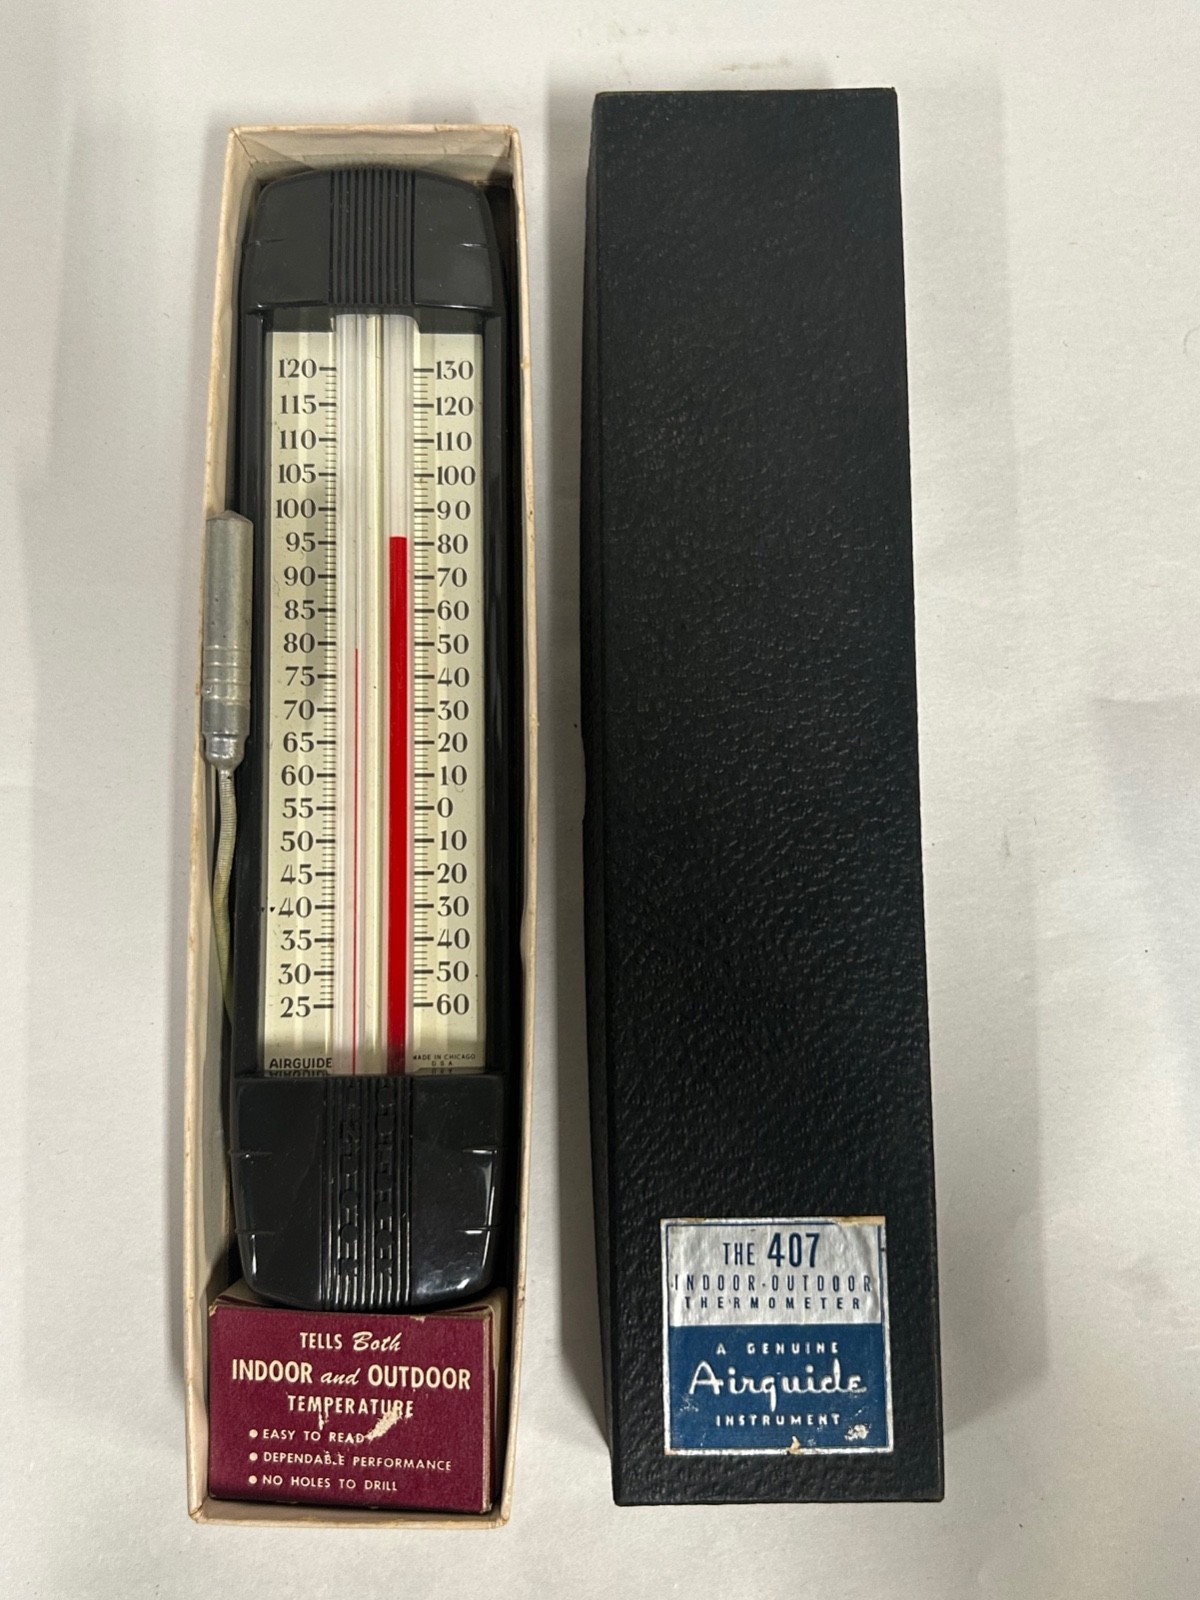 120 130
115 120
110 110
105 100
100 90
95 80
90 70
85 60
80 50
75 40
70 30
65 20
60 10
55 0
50 10
45 20
40 30
35 40
30 50
25 60
AIRGUIDE
MADE IN CHICAGO
USA
TELLS Both
INDOOR and OUTDOOR
TEMPERATURE
• EASY TO READ
• DEPENDABLE PERFORMANCE
• NO HOLES TO DRILL
THE 407
INDOOR·OUTDOOR
THERMOMETER
A GENUINE
Airguide
INSTRUMENT